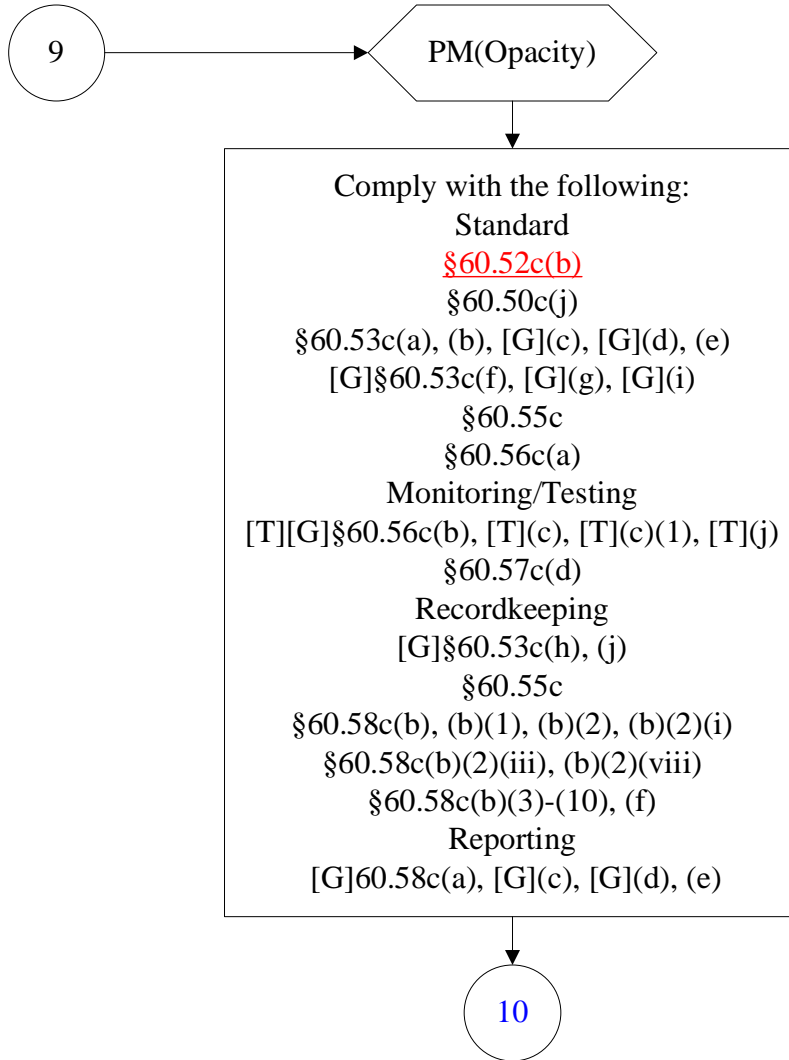 9
PM(Opacity)
Comply with the following:
Standard
§60.52c(b)
§60.50c(j)
§60.53c(a), (b), [G](c), [G](d), (e)
[G]§60.53c(f), [G](g), [G](i)
§60.55c
§60.56c(a)
Monitoring/Testing
[T][G]§60.56c(b), [T](c), [T](c)(1), [T](j)
§60.57c(d)
Recordkeeping
[G]§60.53c(h), (j)
§60.55c
§60.58c(b), (b)(1), (b)(2), (b)(2)(i)
§60.58c(b)(2)(iii), (b)(2)(viii)
§60.58c(b)(3)-(10), (f)
Reporting
[G]60.58c(a), [G](c), [G](d), (e)
10